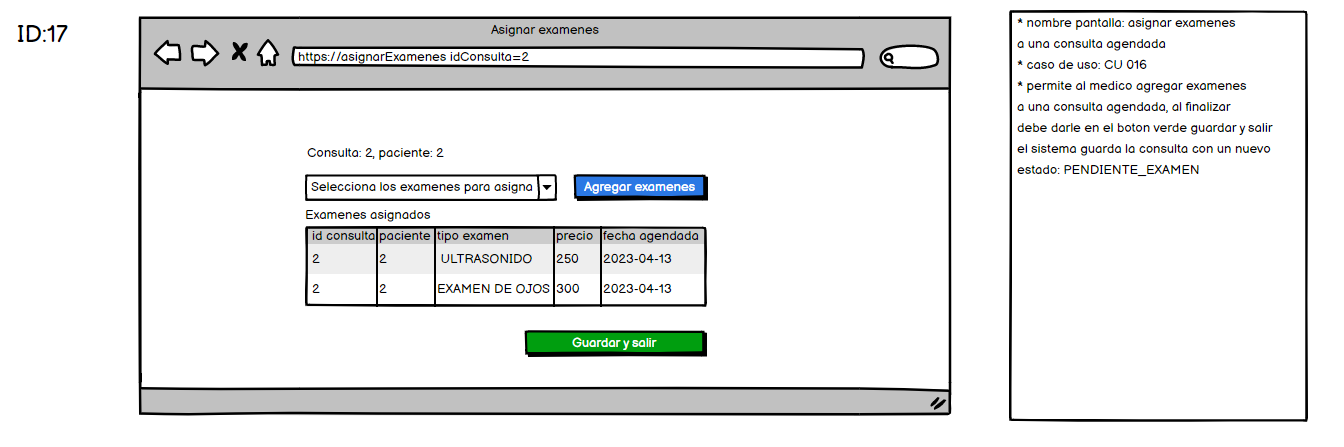 ID:17
Asignar examenes
https://asignarExamenes idConsulta=2
Consulta: 2, paciente: 2
Selecciona los examenes para asigna
Agregar examenes
Examenes asignados
id consulta paciente tipo examen precio fecha agendada
2 2 ULTRASONIDO 250 2023-04-13
2 2 EXAMEN DE OJOS 300 2023-04-13
Guardar y salir
* nombre pantalla: asignar examenes
a una consulta agendada
* caso de uso: CU 016
* permite al medico agregar examenes
a una consulta agendada, al finalizar
debe darle en el boton verde guardar y salir
el sistema guarda la consulta con un nuevo
estado: PENDIENTE_EXAMEN